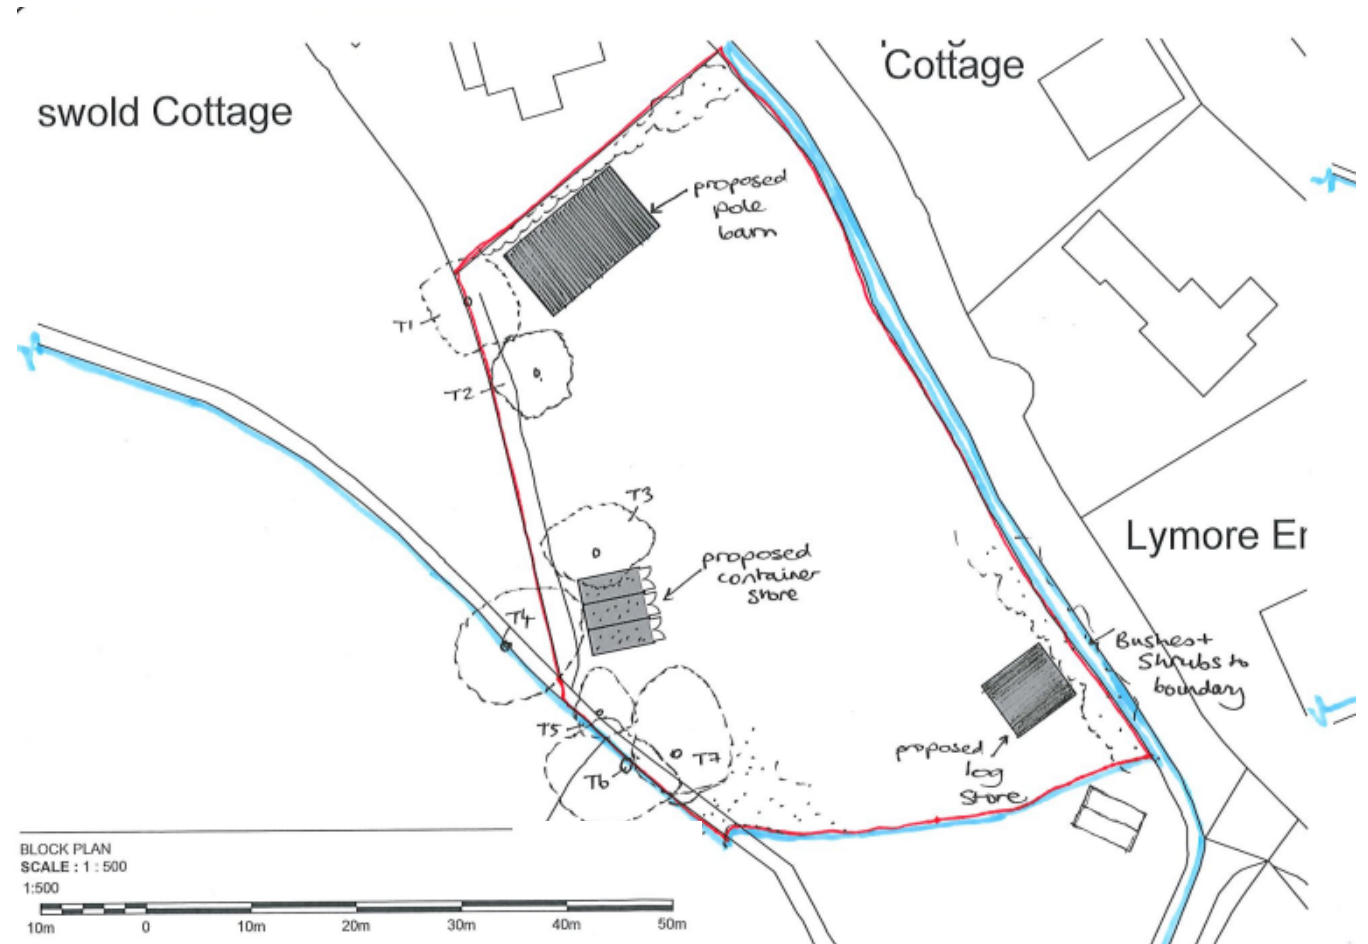 Cottage
swold Cottage
proposed
pole
barn
T1
T2
T3
proposed
container
store
Lymore Er
T4
Bushes +
Shrubs to
boundary
T5
T7
proposed
log
store
T6
BLOCK PLAN
SCALE : 1 : 500
1:500
10m 0 10m 20m 30m 40m 50m